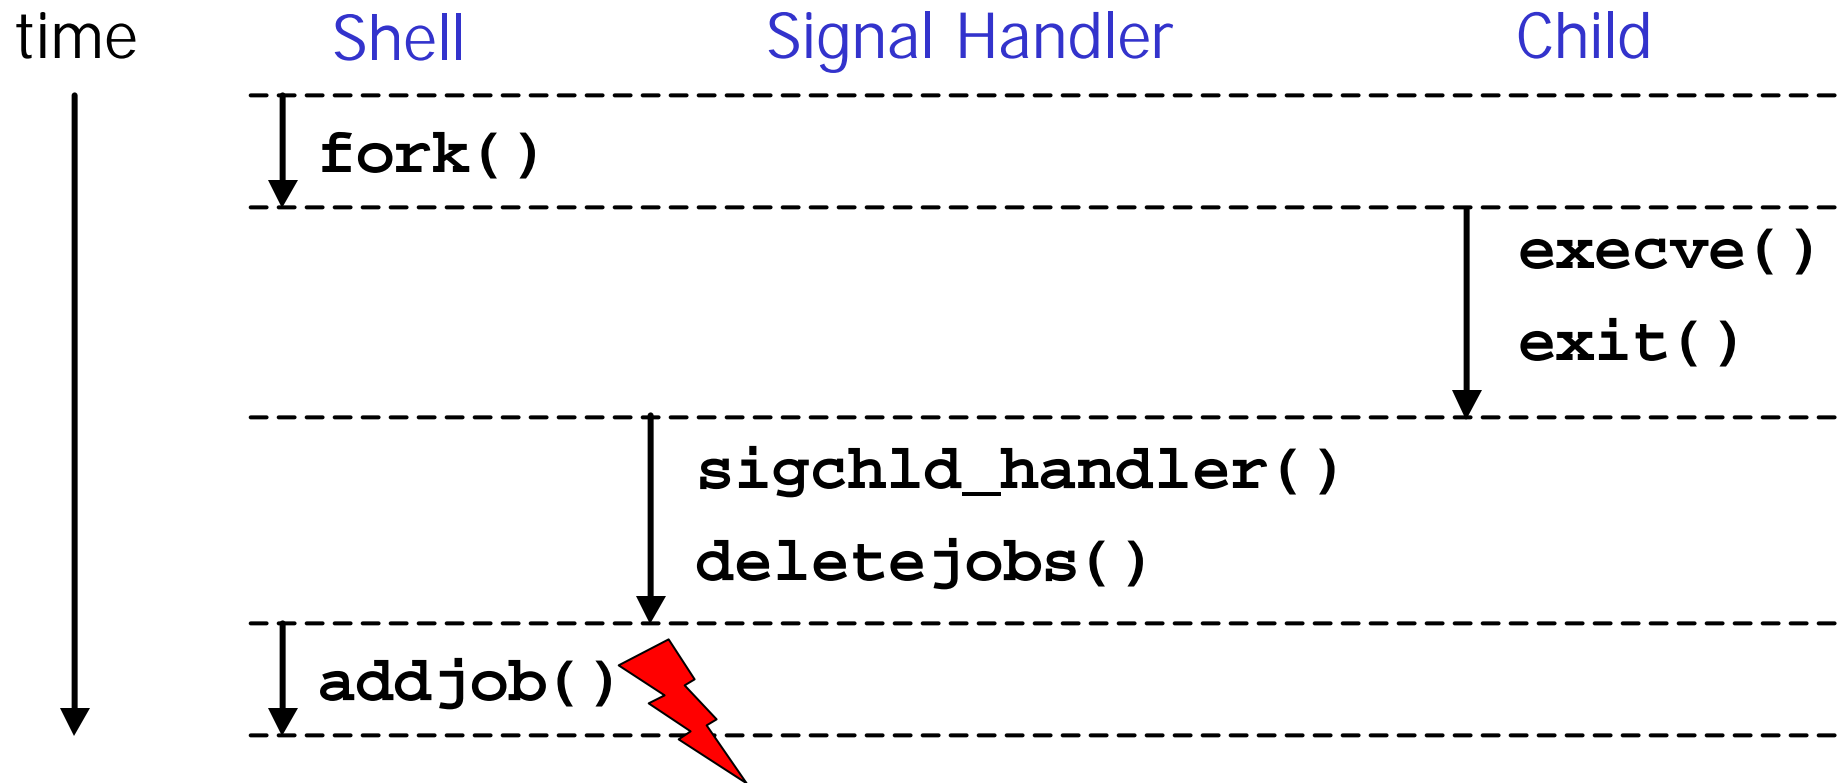 time Shell Signal Handler Child
fork()
execve()
exit()
sigchld_handler()
deletejobs()
addjob()